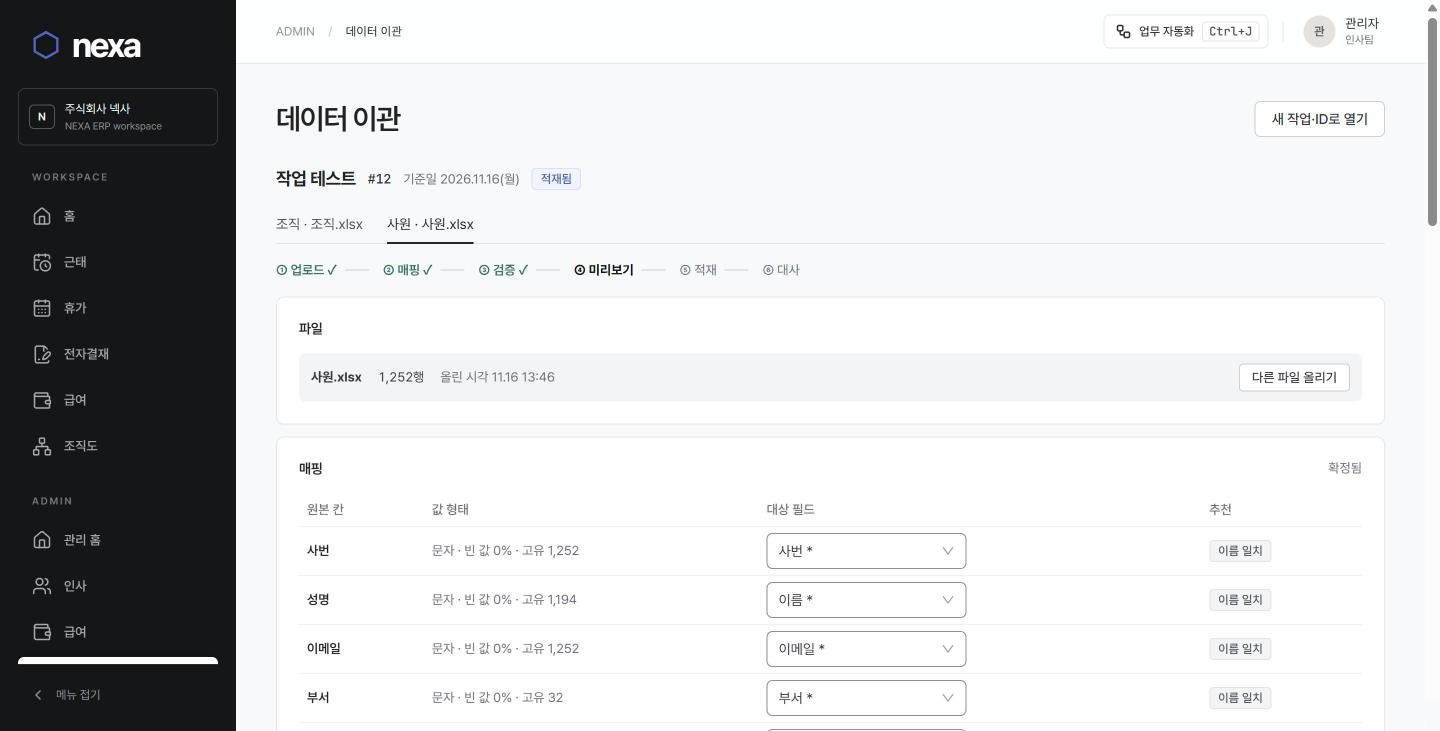 nexa
N
주식회사 넥사
NEXA ERP workspace
WORKSPACE
홈
근태
휴가
전자결재
급여
조직도
ADMIN
관리 홈
인사
급여
메뉴 접기
ADMIN / 데이터 이관
업무 자동화 Ctrl+J
관
관리자
인사팀
데이터 이관
새 작업·ID로 열기
작업 테스트 #12 기준일 2026.11.16(월) 적재됨
조직 · 조직.xlsx 사원 · 사원.xlsx
① 업로드 ✓ ② 매핑 ✓ ③ 검증 ✓ ④ 미리보기 ⑤ 적재 ⑥ 대사
파일
사원.xlsx 1,252행 올린 시각 11.16 13:46 다른 파일 올리기
매핑 확정됨
원본 칸 값 형태 대상 필드 추천
사번 문자 · 빈 값 0% · 고유 1,252 사번 * 이름 일치
성명 문자 · 빈 값 0% · 고유 1,194 이름 * 이름 일치
이메일 문자 · 빈 값 0% · 고유 1,252 이메일 * 이름 일치
부서 문자 · 빈 값 0% · 고유 32 부서 * 이름 일치